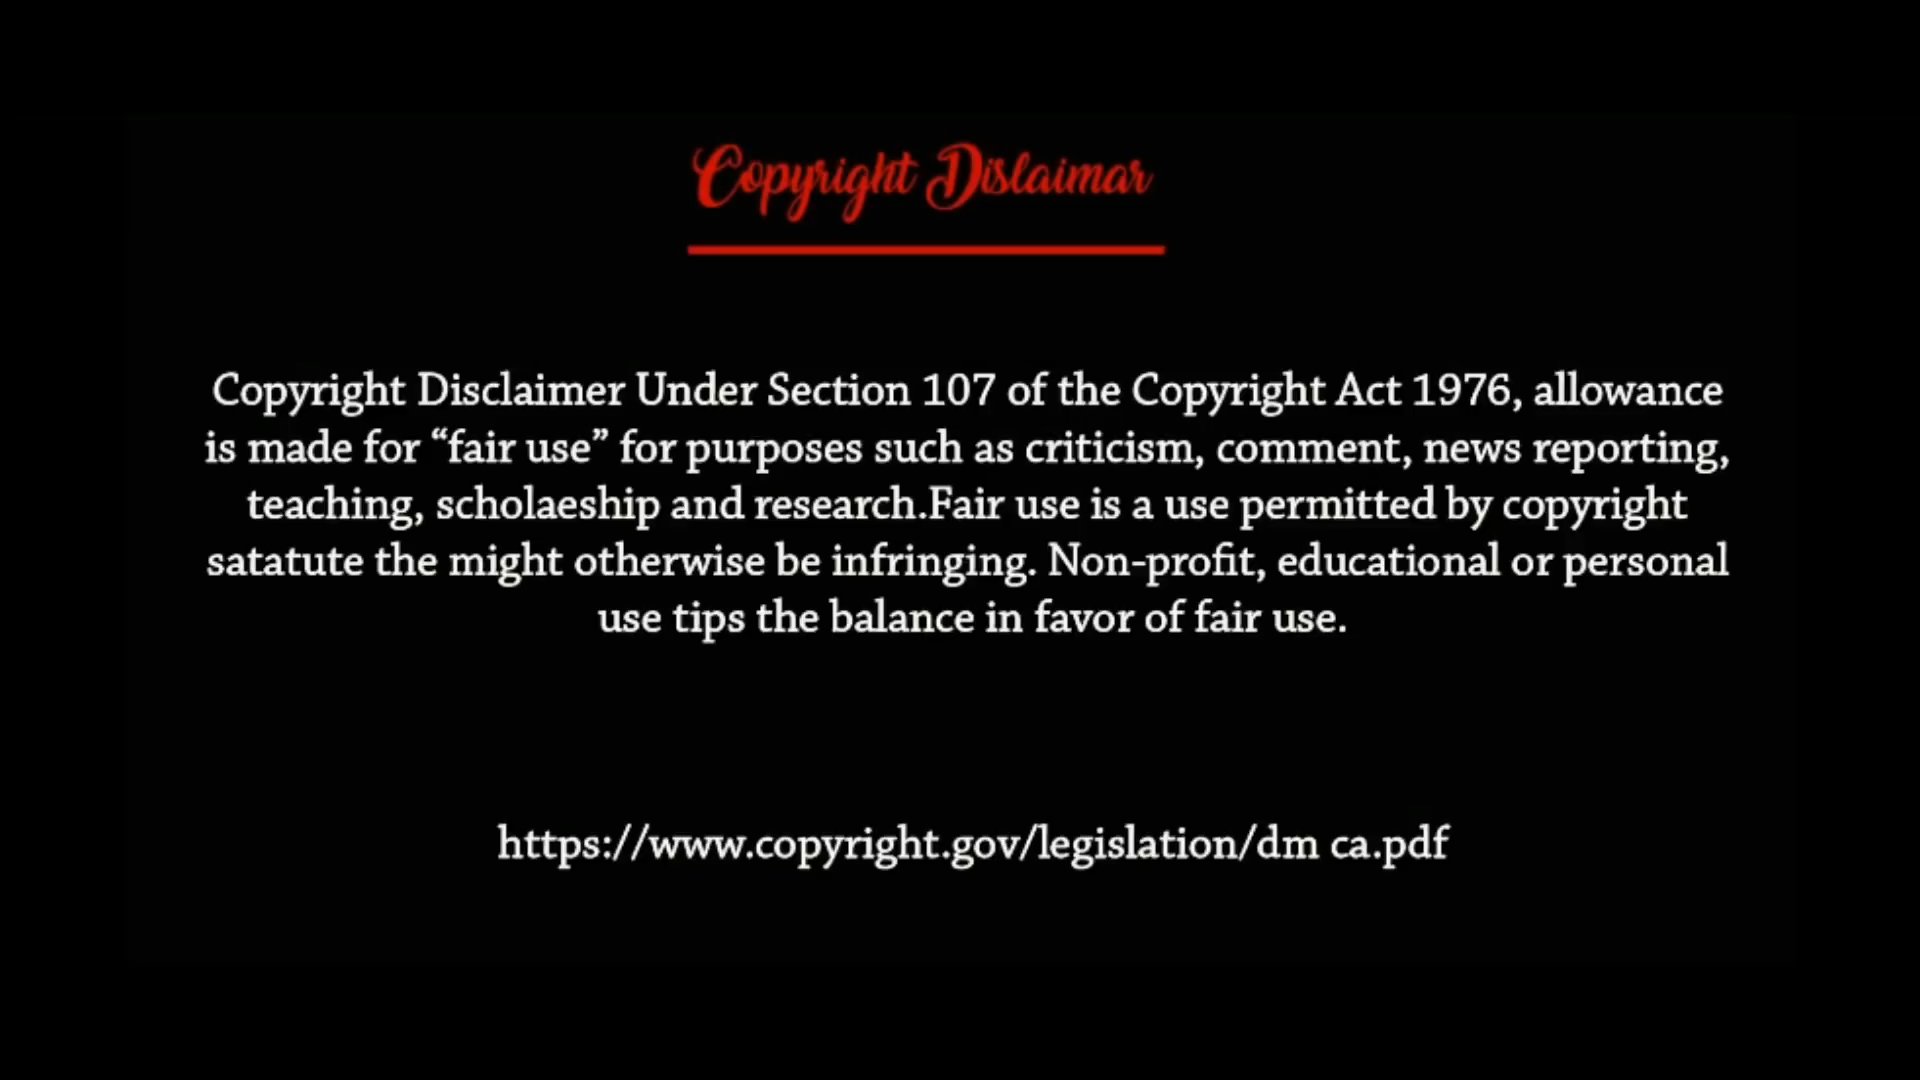 Copyright Dislaimar
Copyright Disclaimer Under Section 107 of the Copyright Act 1976, allowance
is made for “fair use” for purposes such as criticism, comment, news reporting,
teaching, scholaeship and research.Fair use is a use permitted by copyright
satatute the might otherwise be infringing. Non-profit, educational or personal
use tips the balance in favor of fair use.
https://www.copyright.gov/legislation/dm ca.pdf